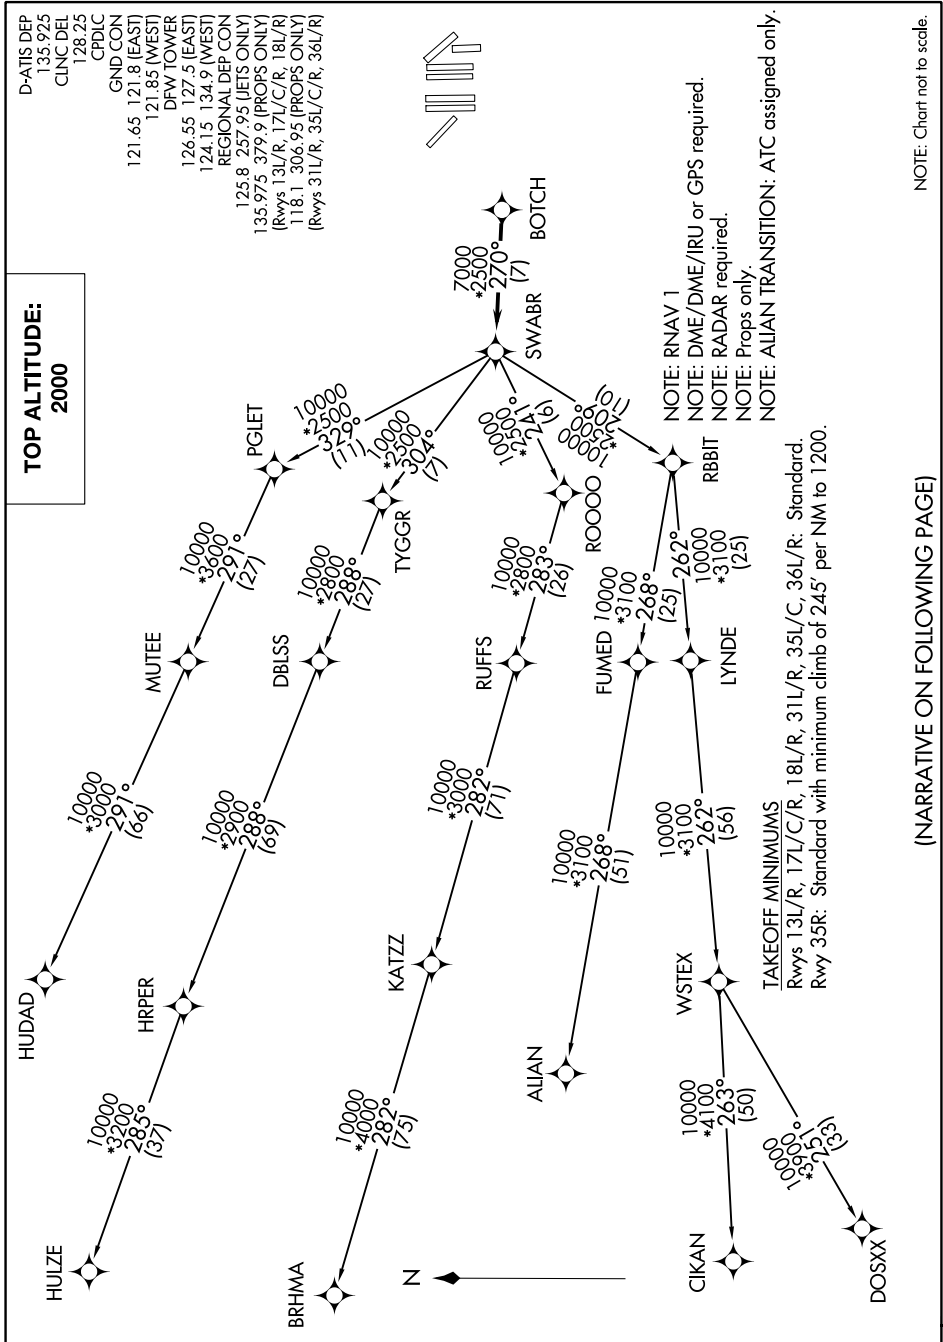 TOP ALTITUDE:
2000
D-ATIS DEP
135.925
CLNC DEL
128.25
CPDLC
GND CON
121.65 121.8 (EAST)
121.85 (WEST)
DFW TOWER
126.55 127.5 (EAST)
124.15 134.9 (WEST)
REGIONAL DEP CON
125.8 257.95 (JETS ONLY)
135.975 379.9 (PROPS ONLY)
(Rwys 13L/R, 17L/C/R, 18L/R)
118.1 306.95 (PROPS ONLY)
(Rwys 31L/R, 35L/C/R, 36L/R)
HULZE
10000
*3200
285°
(37)
HUDAD
10000
*3000
291°
(66)
MUTEE
10000
*3600
291°
(27)
PGLET
10000
*2500
329°
(11)
HRPER
10000
*2900
288°
(69)
DBLSS
10000
*2800
288°
(27)
TYGGR
10000
*2500
304°
(7)
BRHMA
10000
*4000
282°
(75)
KATZZ
10000
*3000
282°
(71)
RUFFS
10000
*2800
283°
(26)
ROOOO
10000
*2500
241°
(9)
SWABR
7000
*2500
270°
(7)
BOTCH
N
ALIAN
10000
*3100
268°
(51)
FUMED
10000
*3100
268°
(25)
RBBIT
10000
*2500
209°
(10)
CIKAN
10000
*4100
263°
(50)
WSTEX
10000
*3100
262°
(56)
LYNDE
262°
10000
*3100
(25)
DOSXX
10000
*3900
251°
(33)
NOTE: RNAV 1
NOTE: DME/DME/IRU or GPS required.
NOTE: RADAR required.
NOTE: Props only.
NOTE: ALIAN TRANSITION: ATC assigned only.
TAKEOFF MINIMUMS
Rwys 13L/R, 17L/C/R, 18L/R, 31L/R, 35L/C, 36L/R: Standard.
Rwy 35R: Standard with minimum climb of 245' per NM to 1200.
(NARRATIVE ON FOLLOWING PAGE)
NOTE: Chart not to scale.